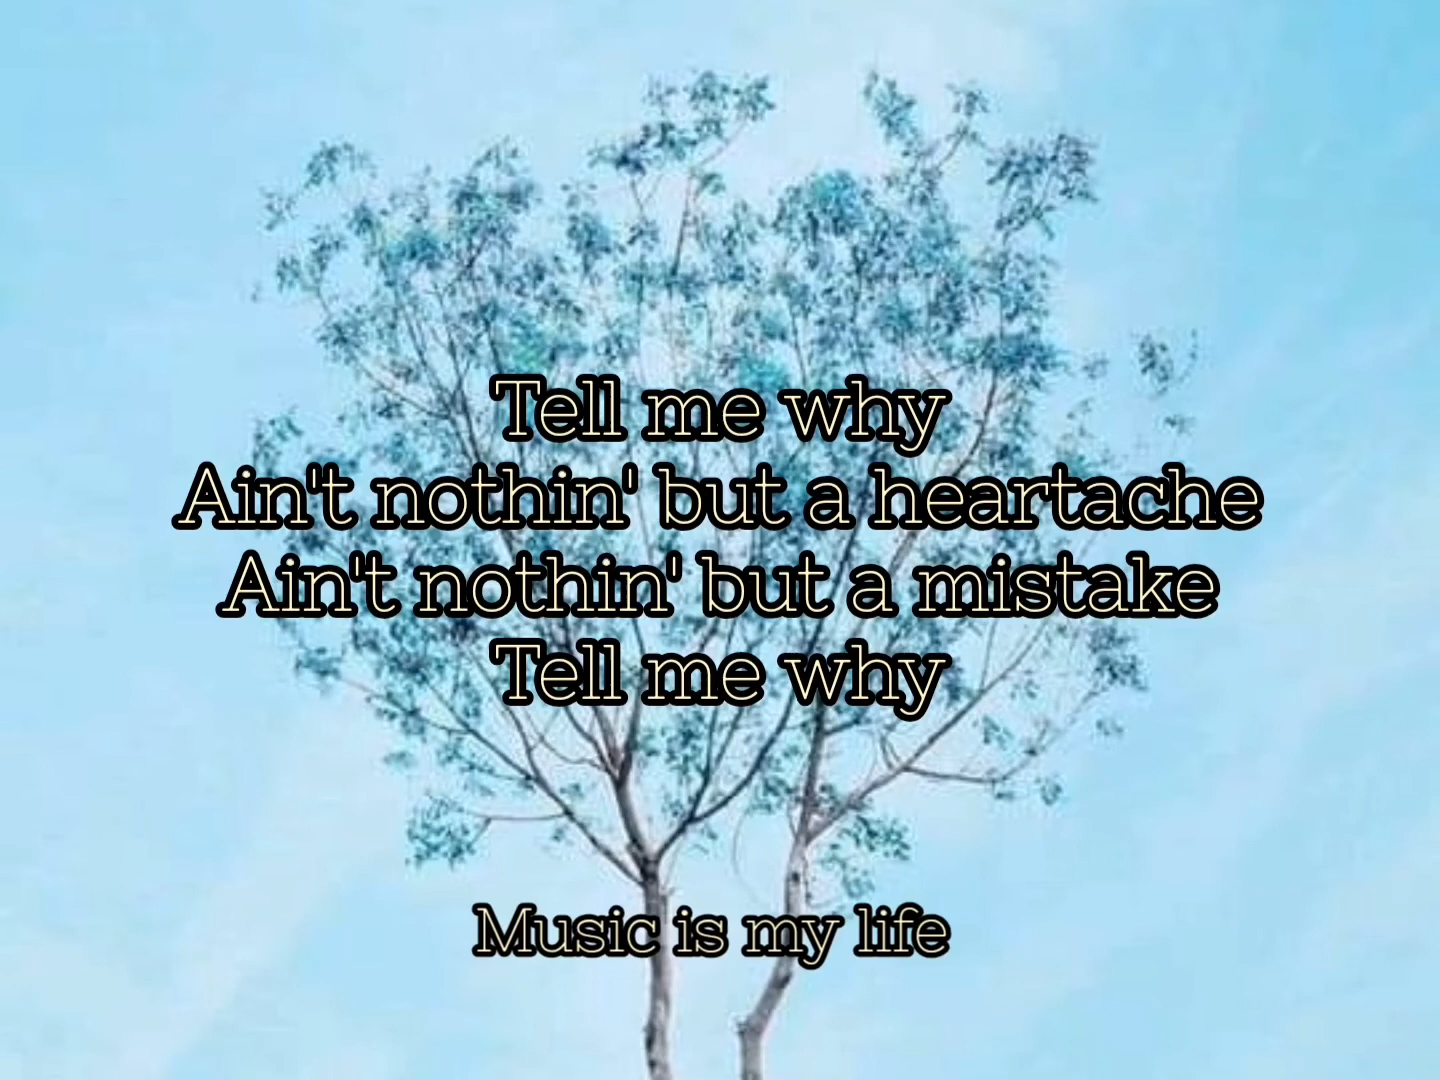 Tell me why
Ain't nothin' but a heartache
Ain't nothin' but a mistake
Tell me why
Music is my life